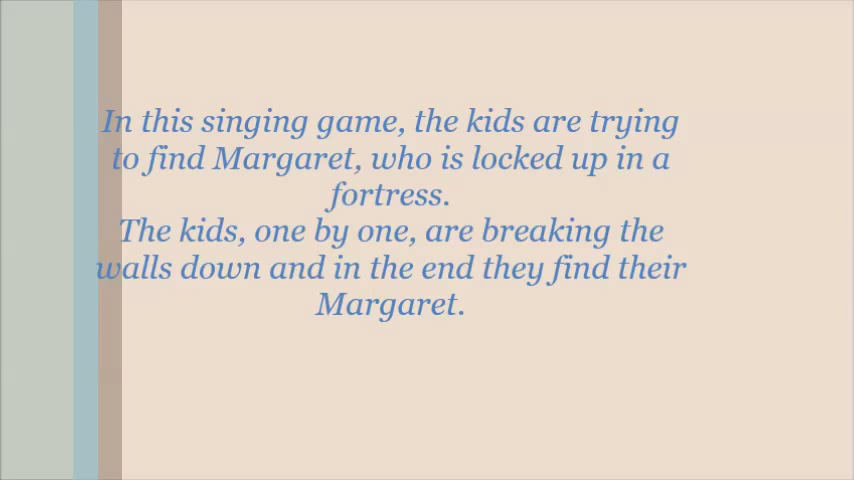 In this singing game, the kids are trying
to find Margaret, who is locked up in a
fortress.
The kids, one by one, are breaking the
walls down and in the end they find their
Margaret.